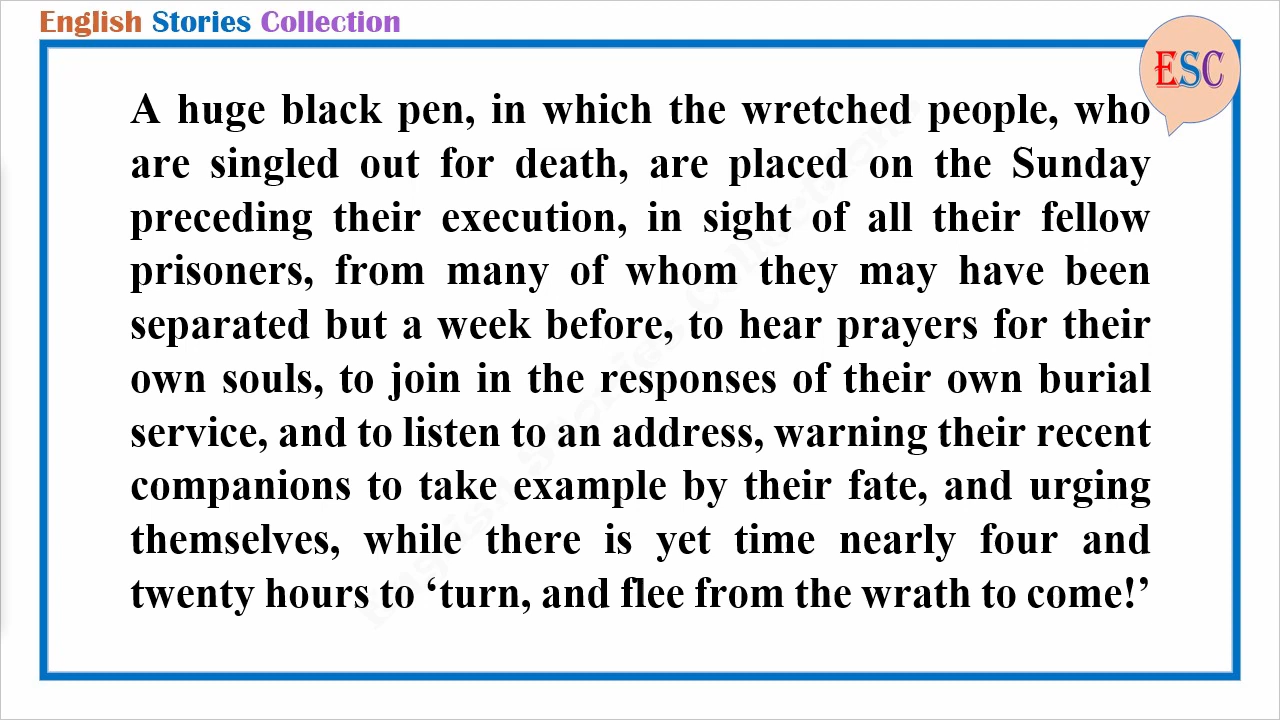 English Stories Collection
ESC
A huge black pen, in which the wretched people, who
are singled out for death, are placed on the Sunday
preceding their execution, in sight of all their fellow
prisoners, from many of whom they may have been
separated but a week before, to hear prayers for their
own souls, to join in the responses of their own burial
service, and to listen to an address, warning their recent
companions to take example by their fate, and urging
themselves, while there is yet time nearly four and
twenty hours to ‘turn, and flee from the wrath to come!’